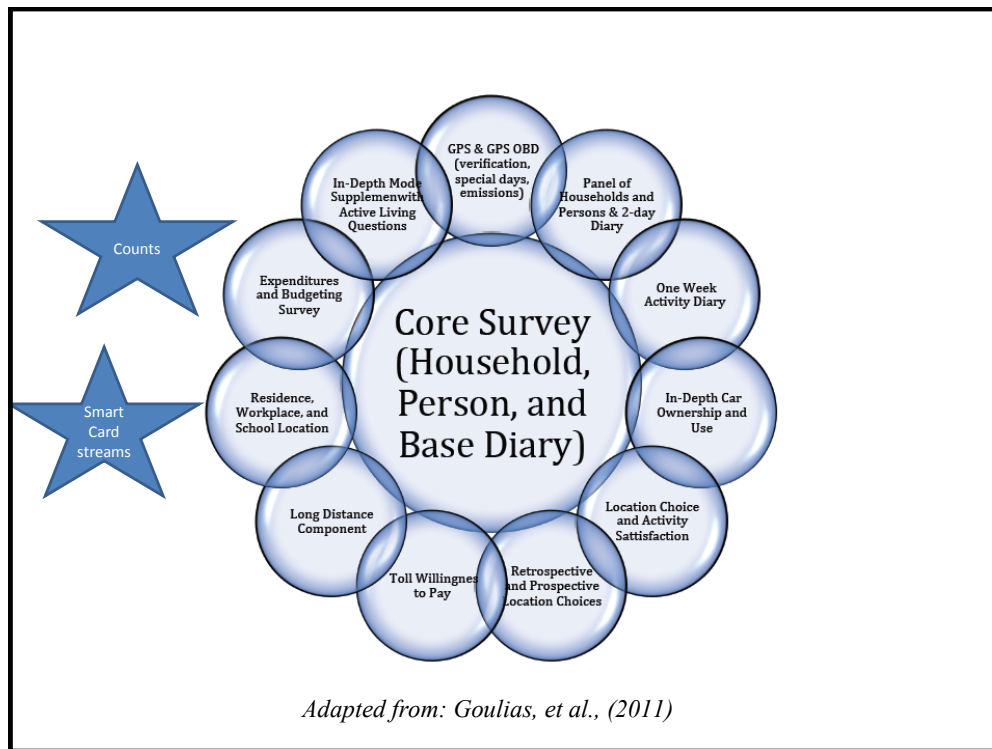 GPS & GPS OBD
(verification,
special days,
emissions)
Panel of
Households and
Persons & 2-day
Diary
One Week
Activity Diary
In-Depth Car
Ownership and
Use
Location Choice
and Activity
Sattisfaction
Retrospective
and Prospective
Location Choices
Toll Willingnes
to Pay
Long Distance
Component
Residence,
Workplace, and
School Location
Expenditures
and Budgeting
Survey
In-Depth Mode
Supplemenwith
Active Living
Questions
Core Survey
(Household,
Person, and
Base Diary)
Counts
Smart
Card
streams
Adapted from: Goulias, et al., (2011)